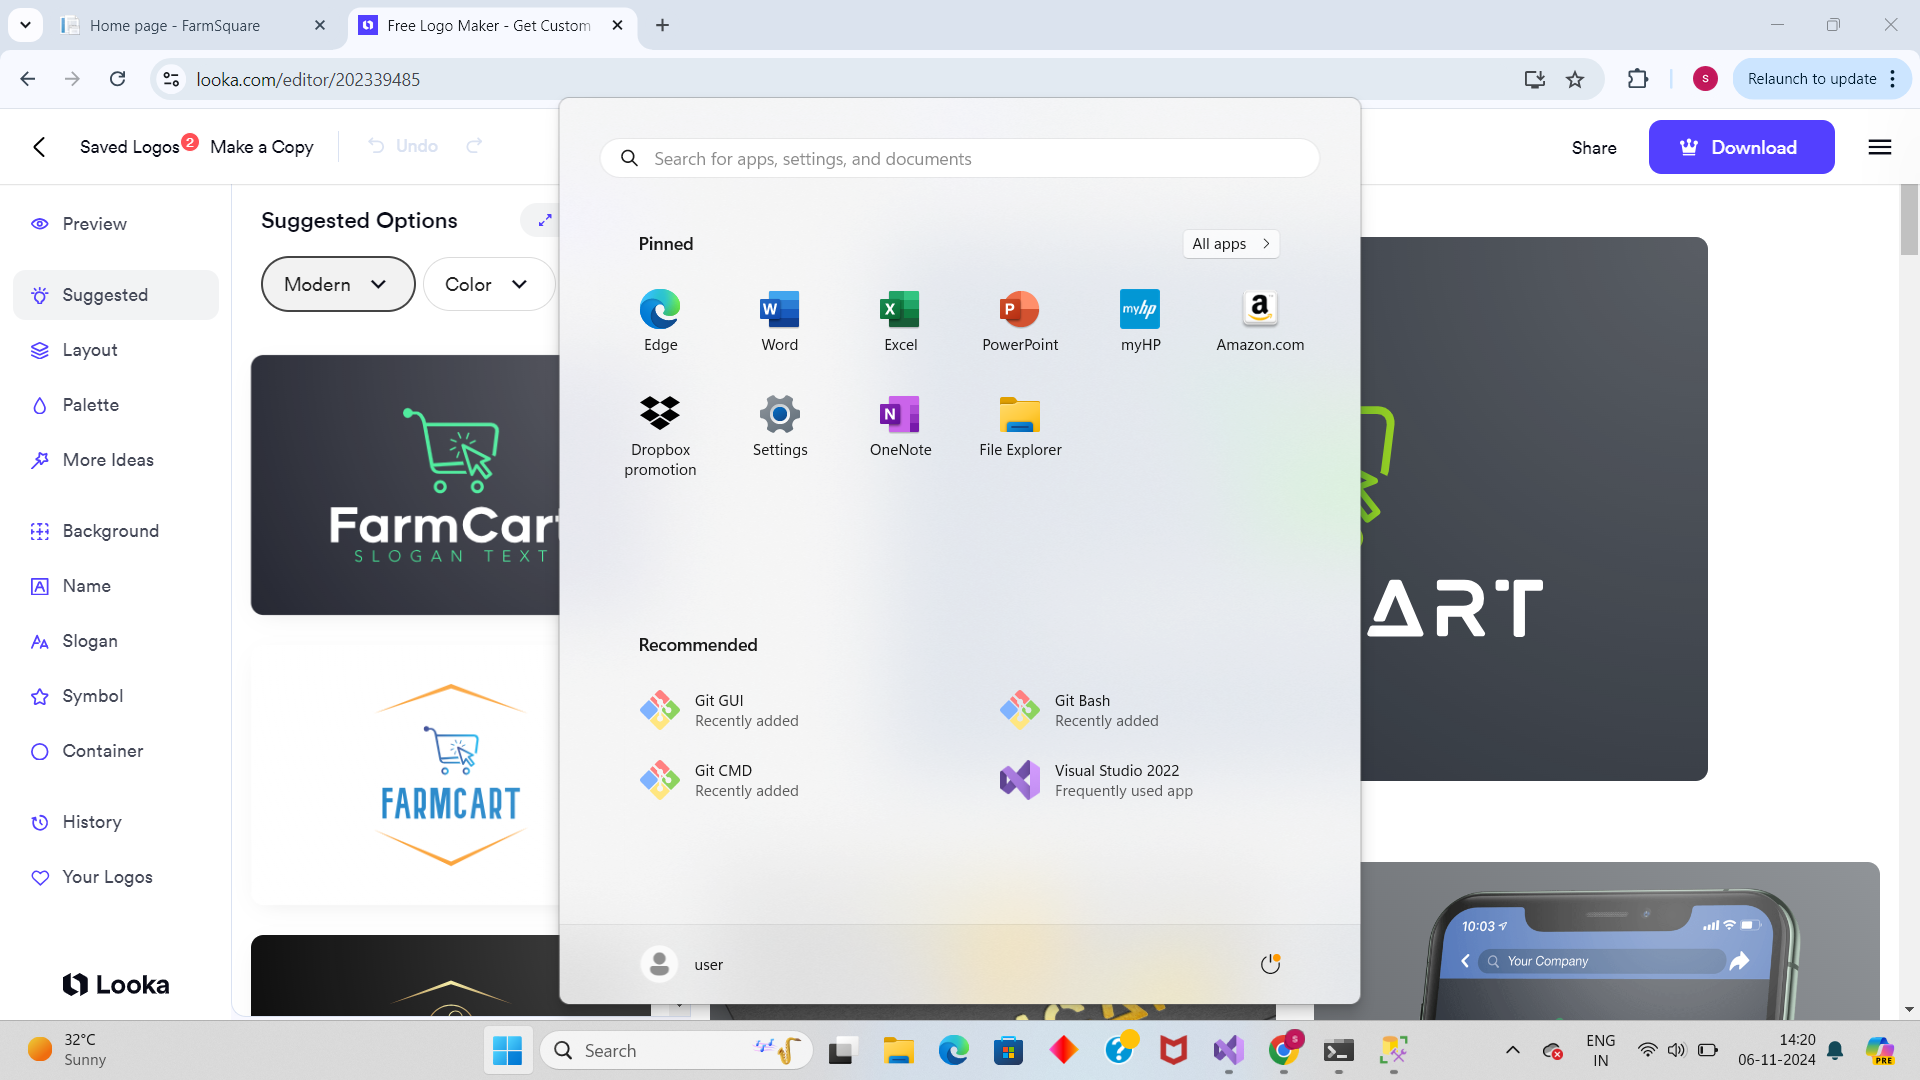 Home page - FarmSquare
Free Logo Maker - Get Custom
looka.com/editor/202339485
S
Relaunch to update
Saved Logos 2
Make a Copy
Undo
Share
Download
Preview
Suggested
Layout
Palette
More Ideas
Background
Name
Slogan
Symbol
Container
History
Your Logos
Looka
Suggested Options
Modern
Color
FarmCart
SLOGAN TEXT
FARMCART
Search for apps, settings, and documents
Pinned
All apps
Edge
Word
Excel
PowerPoint
myHP
Amazon.com
Dropbox
promotion
Settings
OneNote
File Explorer
Recommended
Git GUI
Recently added
Git Bash
Recently added
Git CMD
Recently added
Visual Studio 2022
Frequently used app
user
ART
10:03
Your Company
32°C
Sunny
Search
ENG
IN
14:20
06-11-2024
PRE